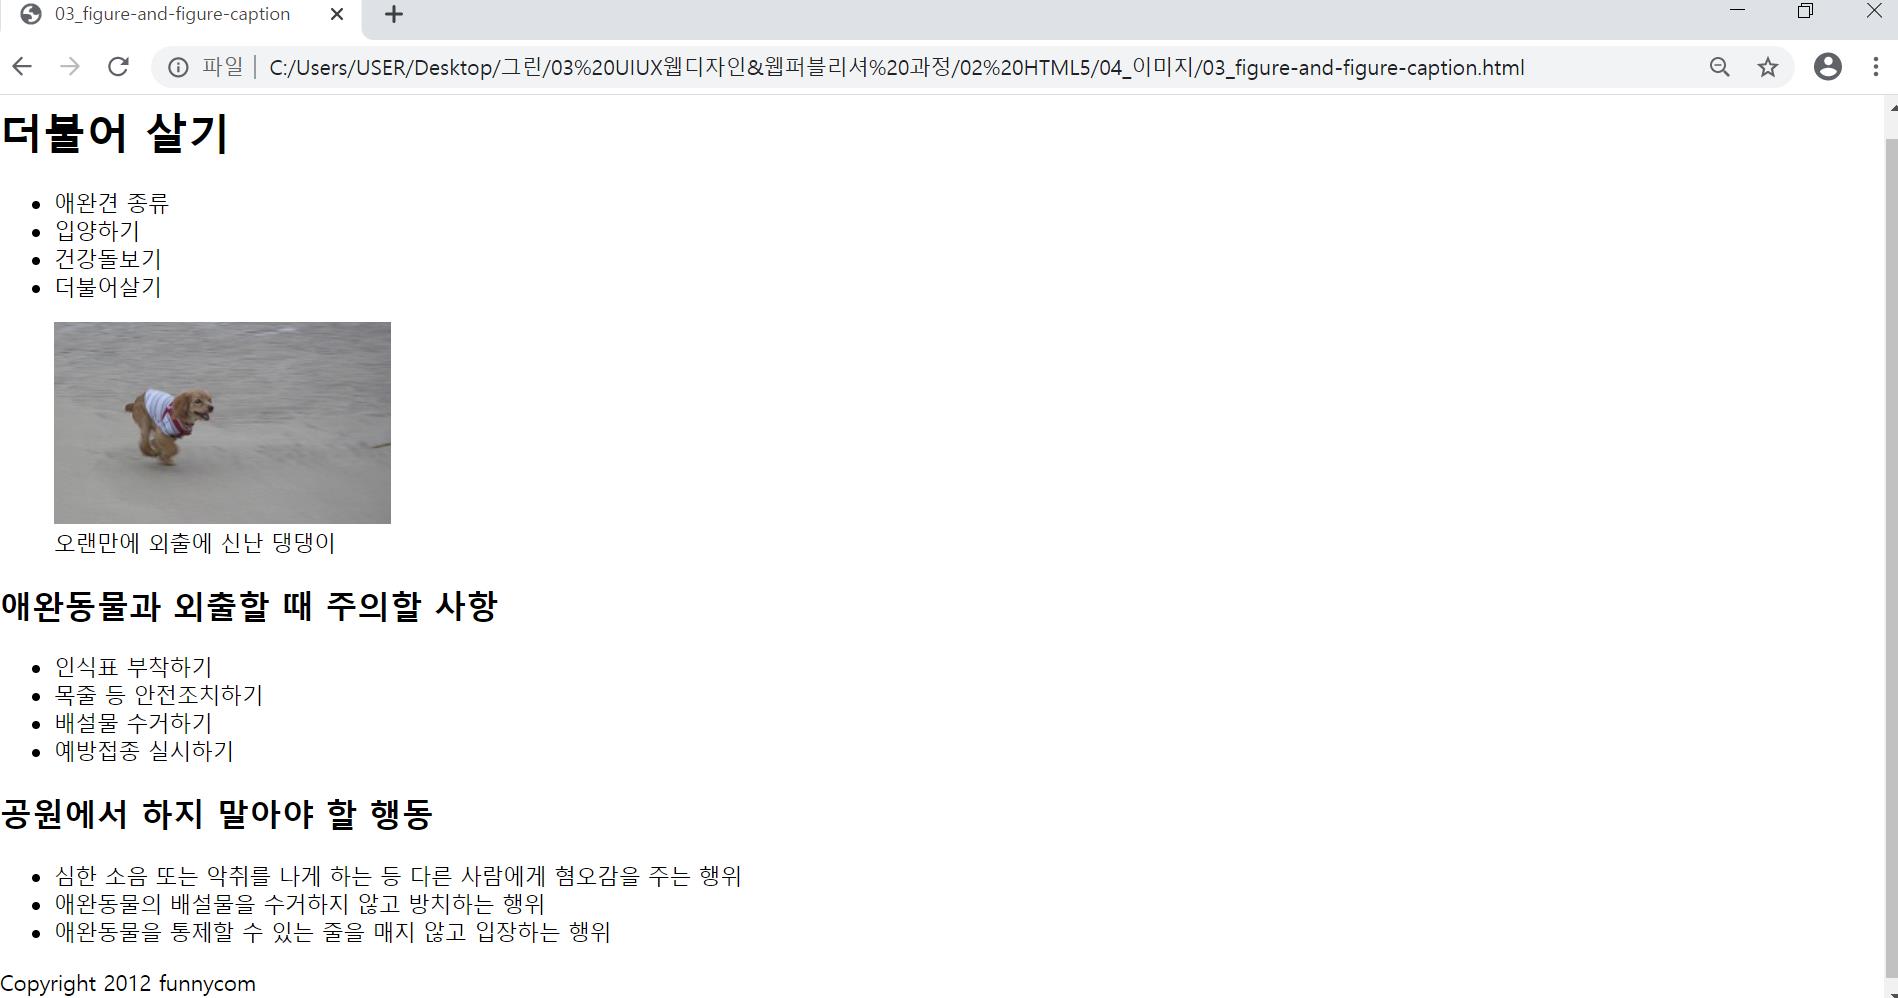 03_figure-and-figure-caption
파일 | C:/Users/USER/Desktop/그린/03%20UIUX웹디자인&웹퍼블리셔%20과정/02%20HTML5/04_이미지/03_figure-and-figure-caption.html
더불어 살기
애완견 종류
입양하기
건강돌보기
더불어살기
오랜만에 외출에 신난 댕댕이
애완동물과 외출할 때 주의할 사항
인식표 부착하기
목줄 등 안전조치하기
배설물 수거하기
예방접종 실시하기
공원에서 하지 말아야 할 행동
심한 소음 또는 악취를 나게 하는 등 다른 사람에게 혐오감을 주는 행위
애완동물의 배설물을 수거하지 않고 방치하는 행위
애완동물을 통제할 수 있는 줄을 매지 않고 입장하는 행위
Copyright 2012 funnycom